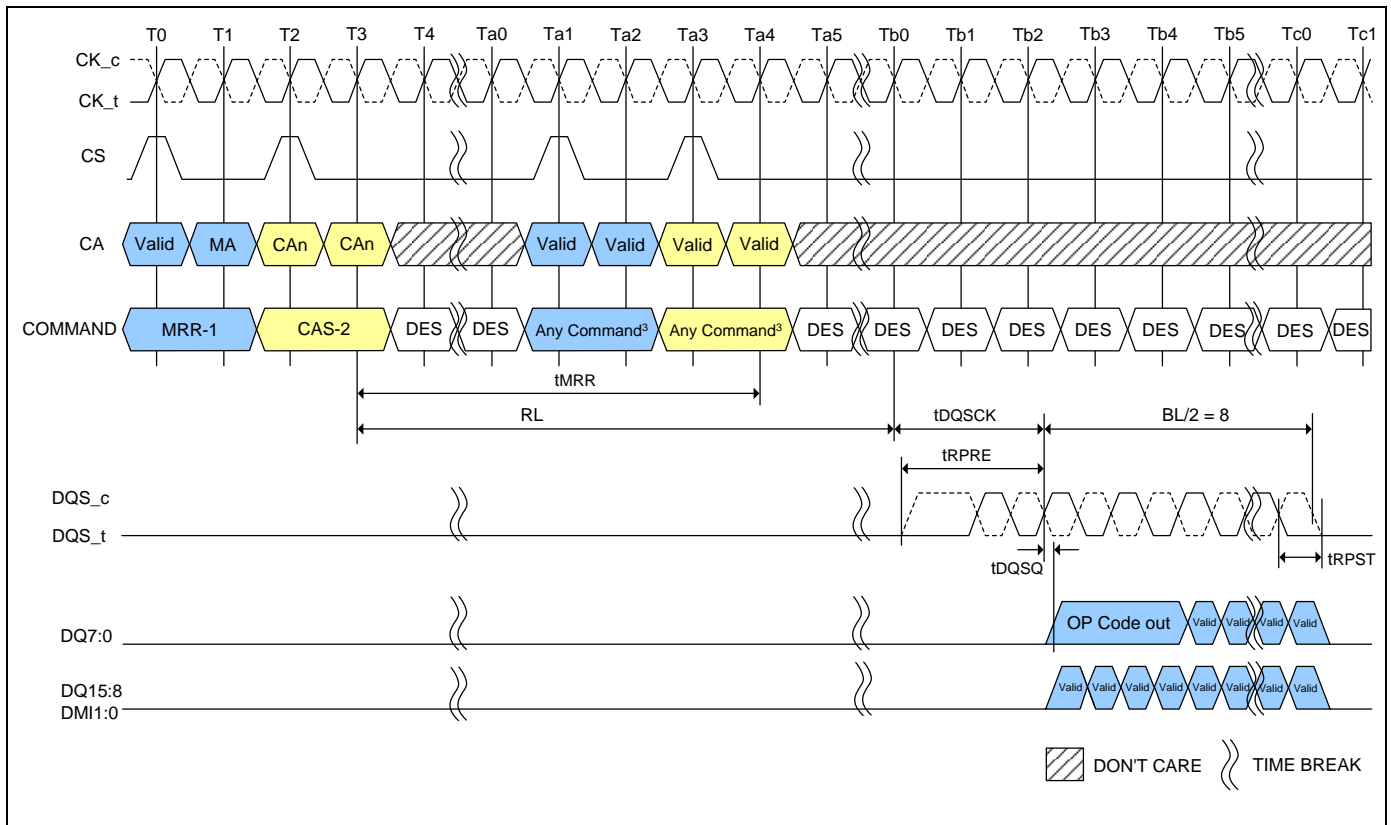 T0 T1 T2 T3 T4 Ta0 Ta1 Ta2 Ta3 Ta4 Ta5 Tb0 Tb1 Tb2 Tb3 Tb4 Tb5 Tc0 Tc1
CK_c
CK_t
CS
CA Valid MA CAn CAn Valid Valid Valid Valid
COMMAND MRR-1 CAS-2 DES DES Any Command³ Any Command³ DES DES DES DES DES DES DES DES DES
tMRR
RL tDQSCK BL/2 = 8
tRPRE
DQS_c
DQS_t
tDQSQ tRPST
DQ7:0 OP Code out Valid Valid Valid Valid
DQ15:8 Valid Valid Valid Valid Valid Valid Valid Valid
DMI1:0
DON'T CARE TIME BREAK